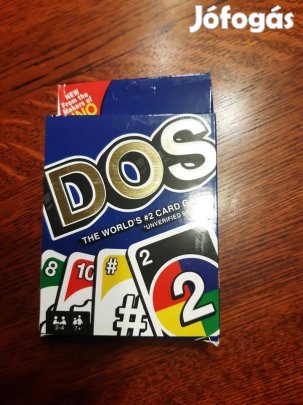 Jófogás
NEW
From the
Makers of
UNO
DOS
THE WORLD'S #2 CARD
*UNVERIFIED
8
10
#
#
2
2
2-4
7+